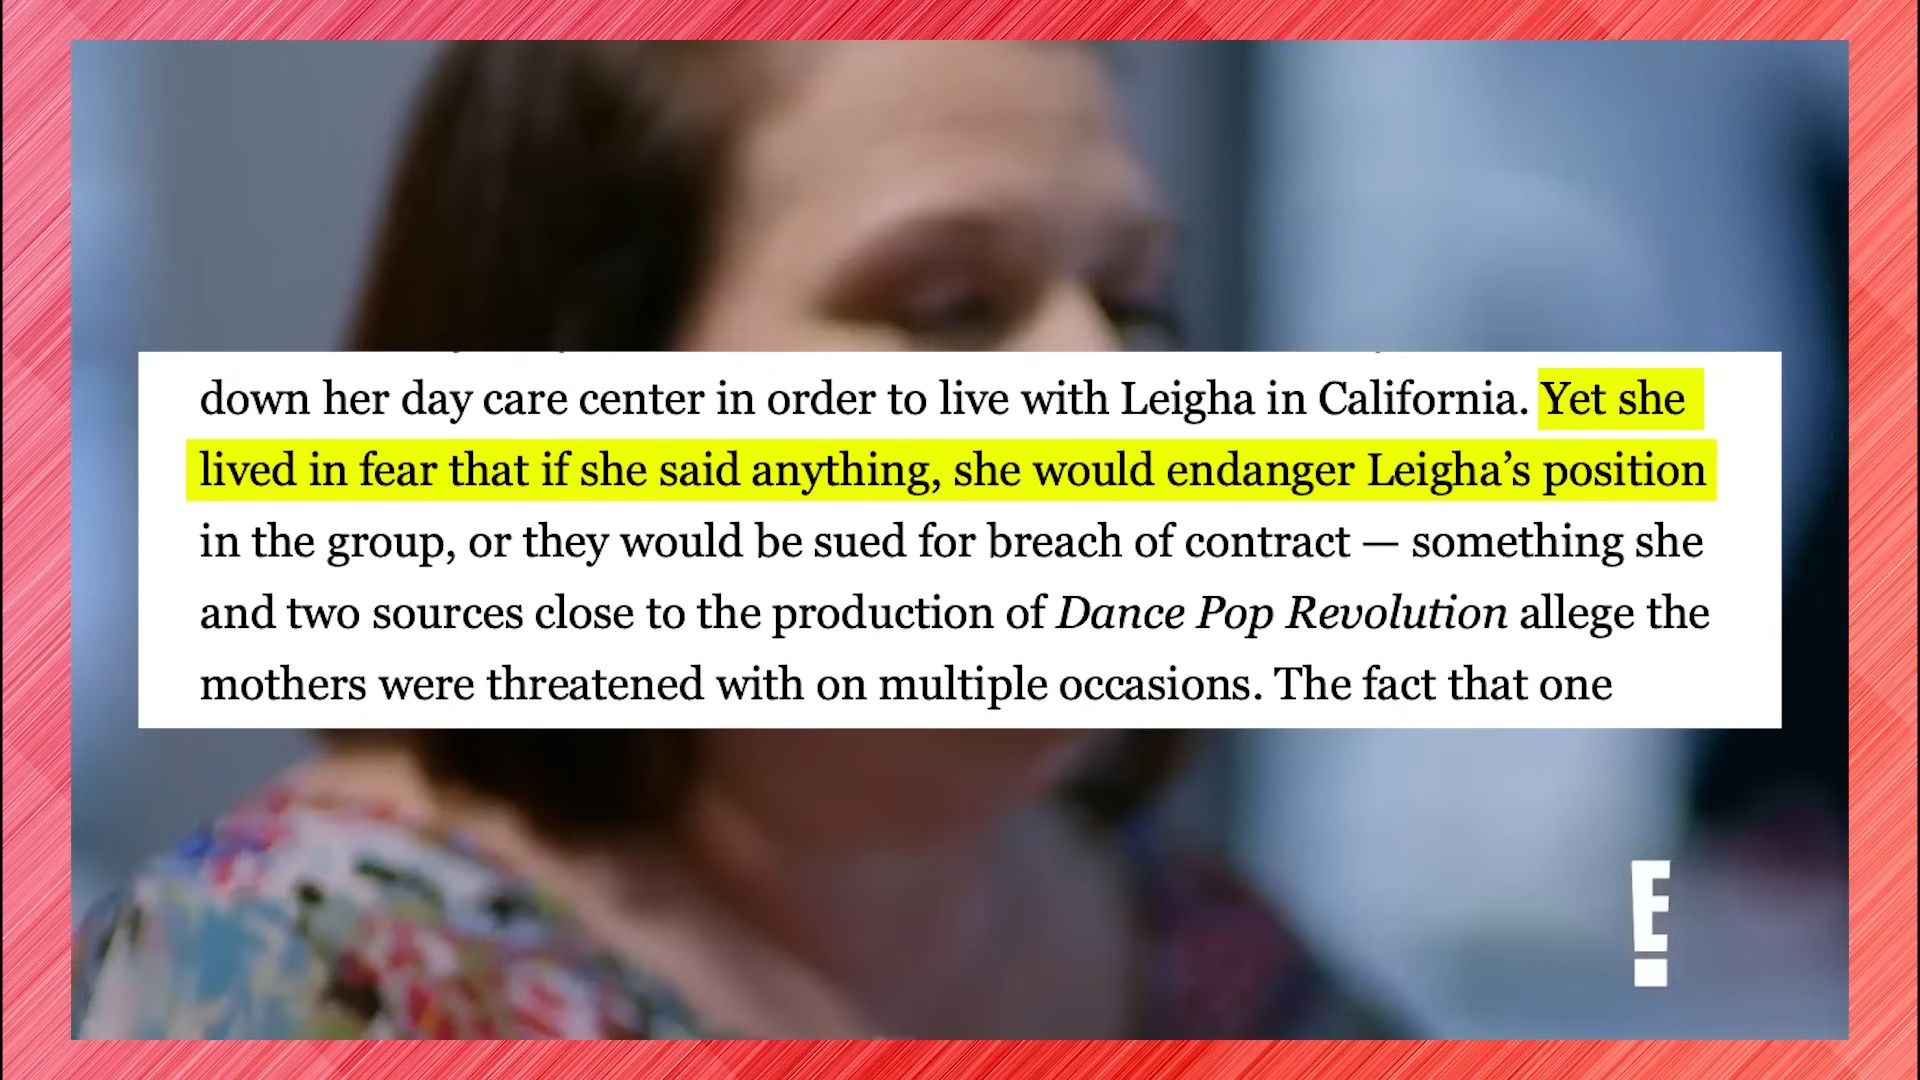 down her day care center in order to live with Leigha in California. Yet she
lived in fear that if she said anything, she would endanger Leigha’s position
in the group, or they would be sued for breach of contract — something she
and two sources close to the production of Dance Pop Revolution allege the
mothers were threatened with on multiple occasions. The fact that one
E!